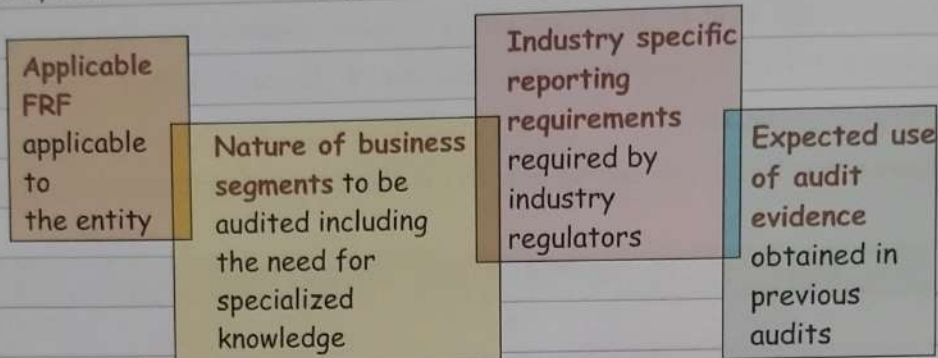 Applicable
FRF
applicable
to
the entity
Nature of business
segments to be
audited including
the need for
specialized
knowledge
Industry specific
reporting
requirements
required by
industry
regulators
Expected use
of audit
evidence
obtained in
previous
audits